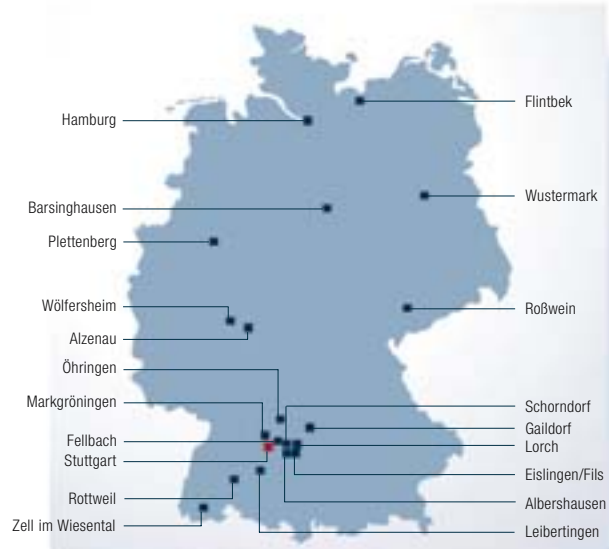 Hamburg
Barsinghausen
Plettenberg
Wölfersheim
Alzenau
Öhringen
Markgröningen
Fellbach
Stuttgart
Rottweil
Zell im Wiesental
Flintbek
Wustermark
Roßwein
Schorndorf
Gaildorf
Lorch
Eislingen/Fils
Albershausen
Leibertingen